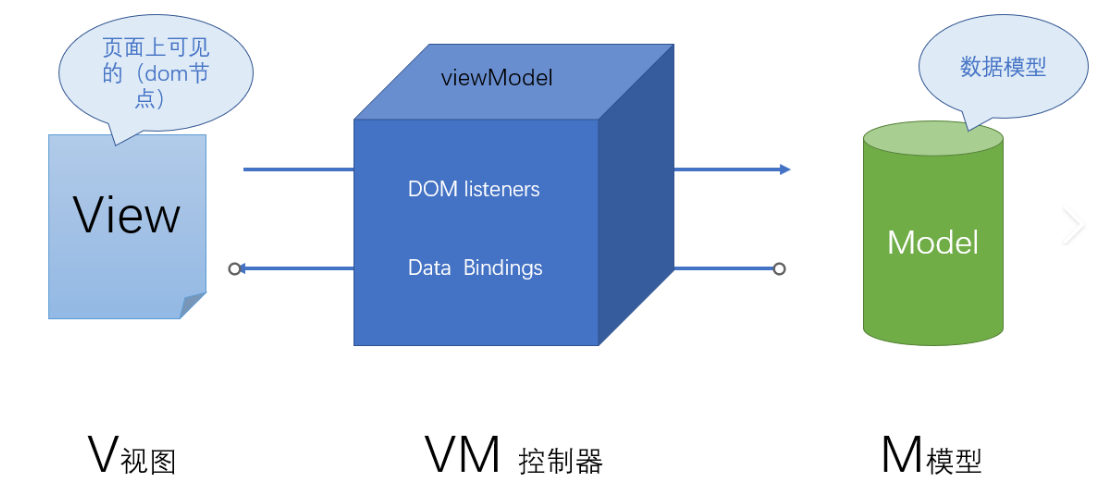 页面上可见
的（dom节
点）
数据模型
viewModel
View
DOM listeners
Data Bindings
Model
V视图
VM 控制器
M模型